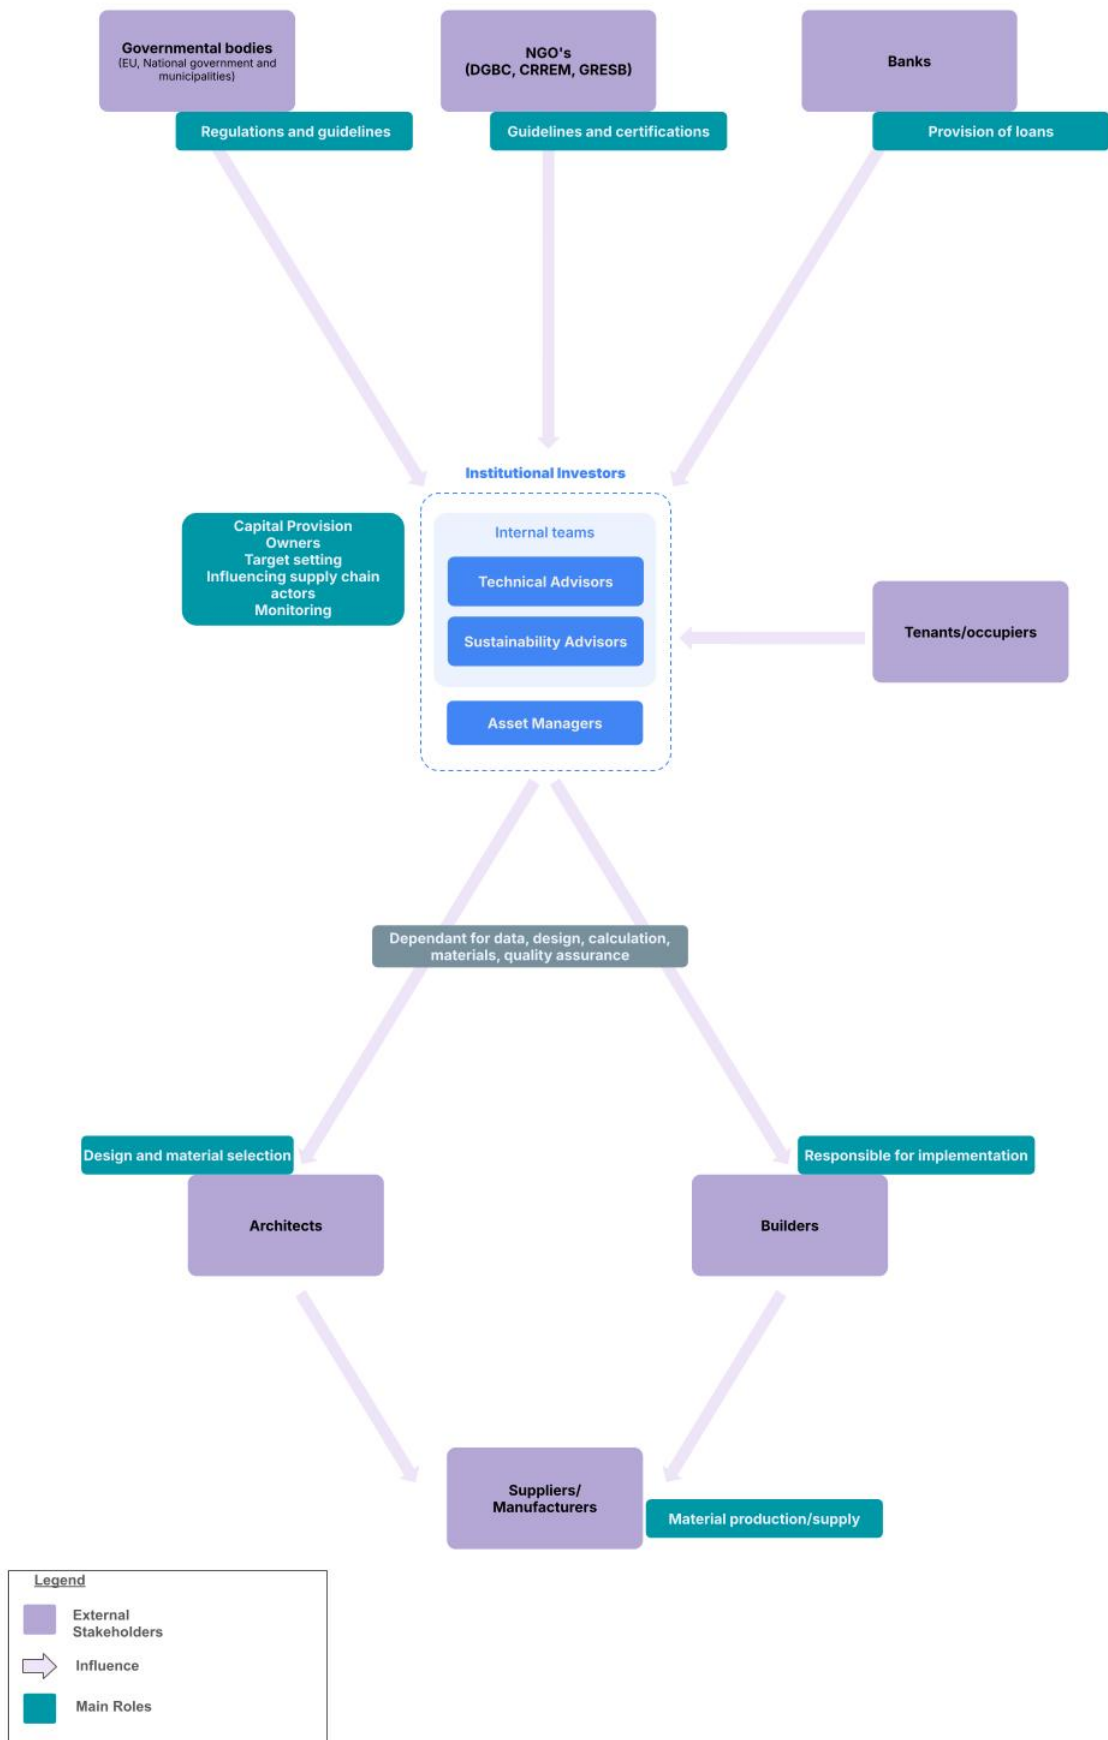 Governmental bodies
(EU, National government and
municipalities)
Regulations and guidelines
NGO's
(DGBC, CRREM, GRESB)
Guidelines and certifications
Banks
Provision of loans
Institutional Investors
Capital Provision
Owners
Target setting
Influencing supply chain
actors
Monitoring
Internal teams
Technical Advisors
Sustainability Advisors
Asset Managers
Tenants/occupiers
Dependant for data, design, calculation,
materials, quality assurance
Design and material selection
Architects
Responsible for implementation
Builders
Suppliers/
Manufacturers
Material production/supply
Legend
External
Stakeholders
Influence
Main Roles